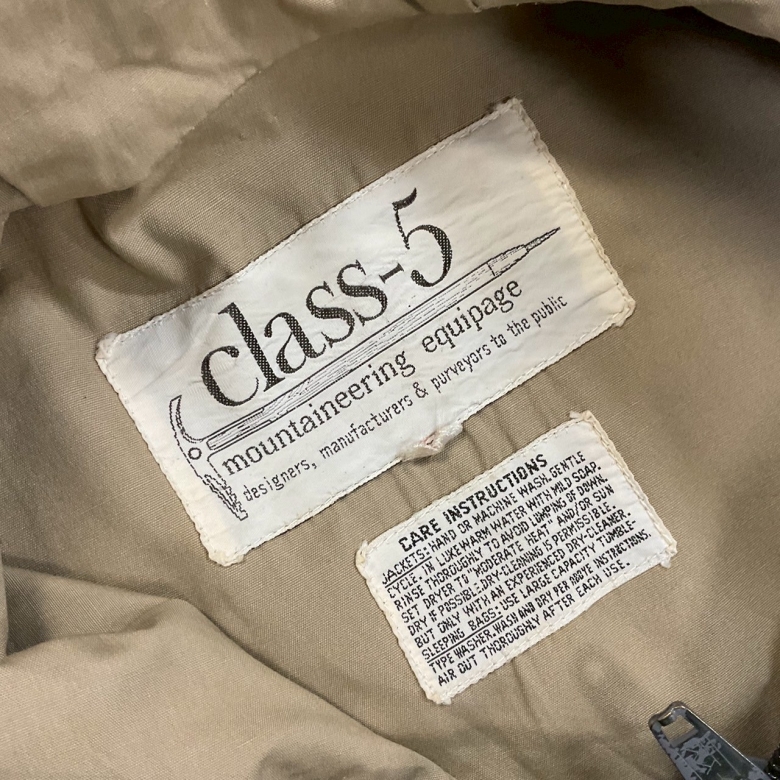 class-5
mountaineering equipage
designers, manufacturers & purveyors to the public
CARE INSTRUCTIONS
JACKETS: HAND OR MACHINE WASH, GENTLE
CYCLE, IN LUKEWARM WATER WITH MILD SOAP.
RINSE THOROUGHLY TO AVOID LUMPING OF DOWN.
SET DRYER TO "MODERATE HEAT" AND/OR SUN
DRY IF POSSIBLE. DRY-CLEANING IS PERMISSIBLE.
BUT ONLY WITH AN EXPERIENCED DRY-CLEANER.
SLEEPING BAGS: USE LARGE CAPACITY TUMBLE-
TYPE WASHER, WASH AND DRY PER ABOVE INSTRUCTIONS.
AIR OUT THOROUGHLY AFTER EACH USE.